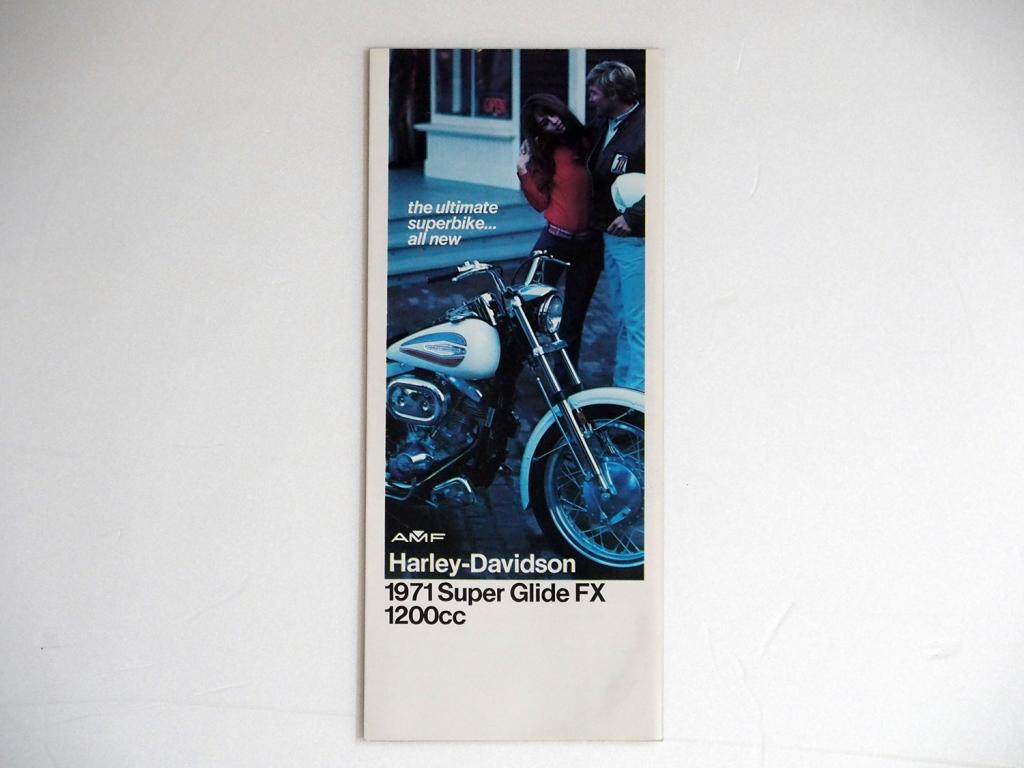 OPEN
the ultimate
superbike...
all new
AMF
Harley-Davidson
1971 Super Glide FX
1200cc